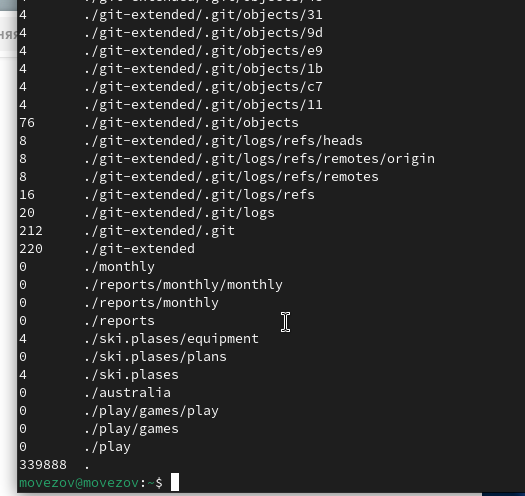 4 ./git-extended/.git/objects/31
4 ./git-extended/.git/objects/9d
4 ./git-extended/.git/objects/e9
4 ./git-extended/.git/objects/1b
4 ./git-extended/.git/objects/c7
4 ./git-extended/.git/objects/11
76 ./git-extended/.git/objects
8 ./git-extended/.git/logs/refs/heads
8 ./git-extended/.git/logs/refs/remotes/origin
8 ./git-extended/.git/logs/refs/remotes
16 ./git-extended/.git/logs/refs
20 ./git-extended/.git/logs
212 ./git-extended/.git
220 ./git-extended
0 ./monthly
0 ./reports/monthly/monthly
0 ./reports/monthly
0 ./reports
4 ./ski.plases/equipment
0 ./ski.plases/plans
4 ./ski.plases
0 ./australia
0 ./play/games/play
0 ./play/games
0 ./play
339888 .
movezov@movezov:~$